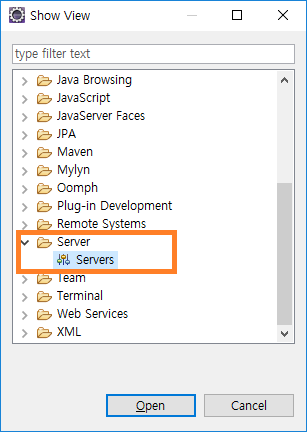 Show View
type filter text
Java Browsing
JavaScript
JavaServer Faces
JPA
Maven
Mylyn
Oomph
Plug-in Development
Remote Systems
Server
Servers
Team
Terminal
Web Services
XML
Open
Cancel